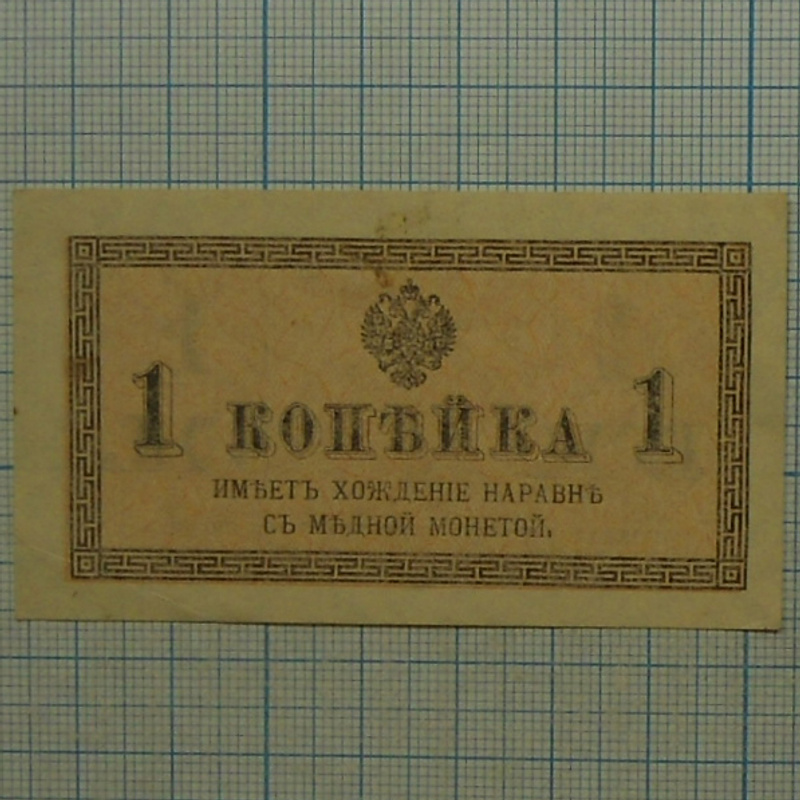 1 КОПѢЙКА 1
ИМѢЕТЪ ХОЖДЕНІЕ НАРАВНѢ
СЪ МѢДНОЙ МОНЕТОЙ.